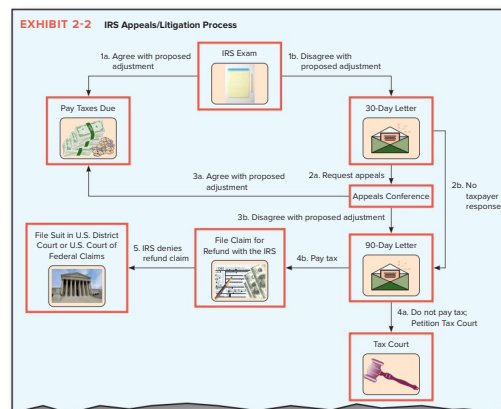 EXHIBIT 2-2 IRS Appeals/Litigation Process
1a. Agree with proposed
adjustment
IRS Exam
1b. Disagree with
proposed adjustment
Pay Taxes Due
30-Day Letter
3a. Agree with proposed
adjustment
2a. Request appeals
2b. No
taxpayer
response
Appeals Conference
3b. Disagree with proposed adjustment
File Suit in U.S. District
Court or U.S. Court of
Federal Claims
5. IRS denies
refund claim
File Claim for
Refund with the IRS
4b. Pay tax
90-Day Letter
4a. Do not pay tax;
Petition Tax Court
Tax Court